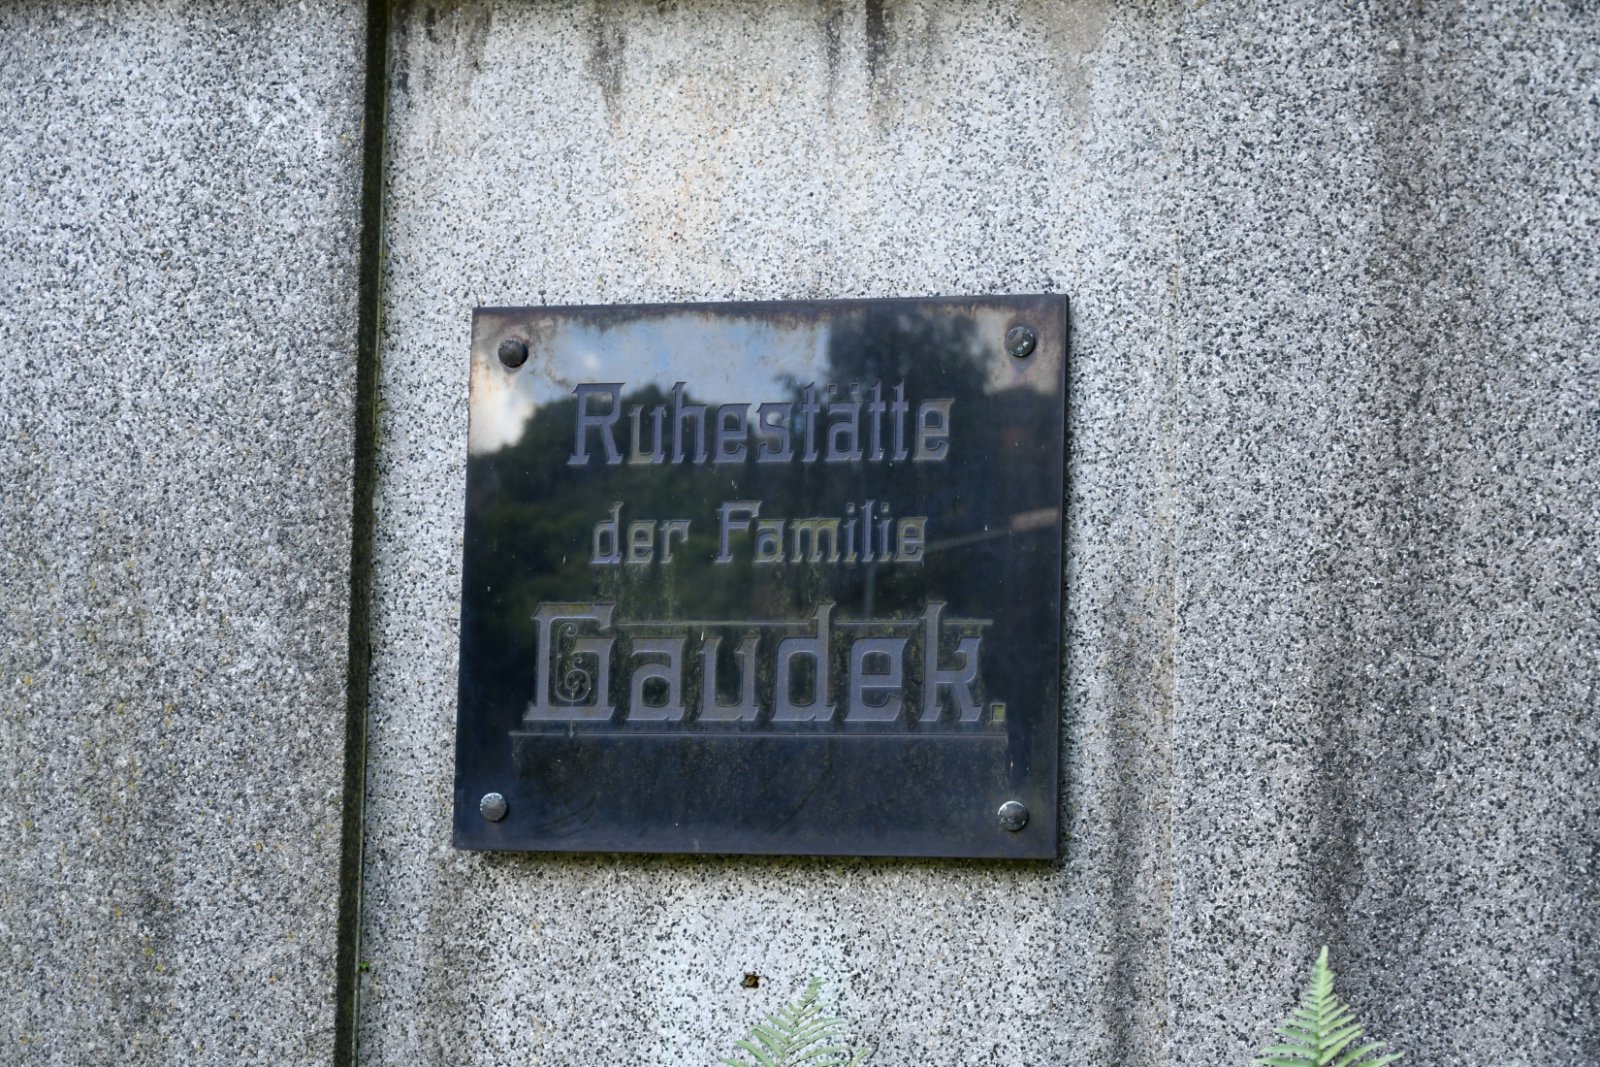 Ruhestätte
der Familie
Gaudek.